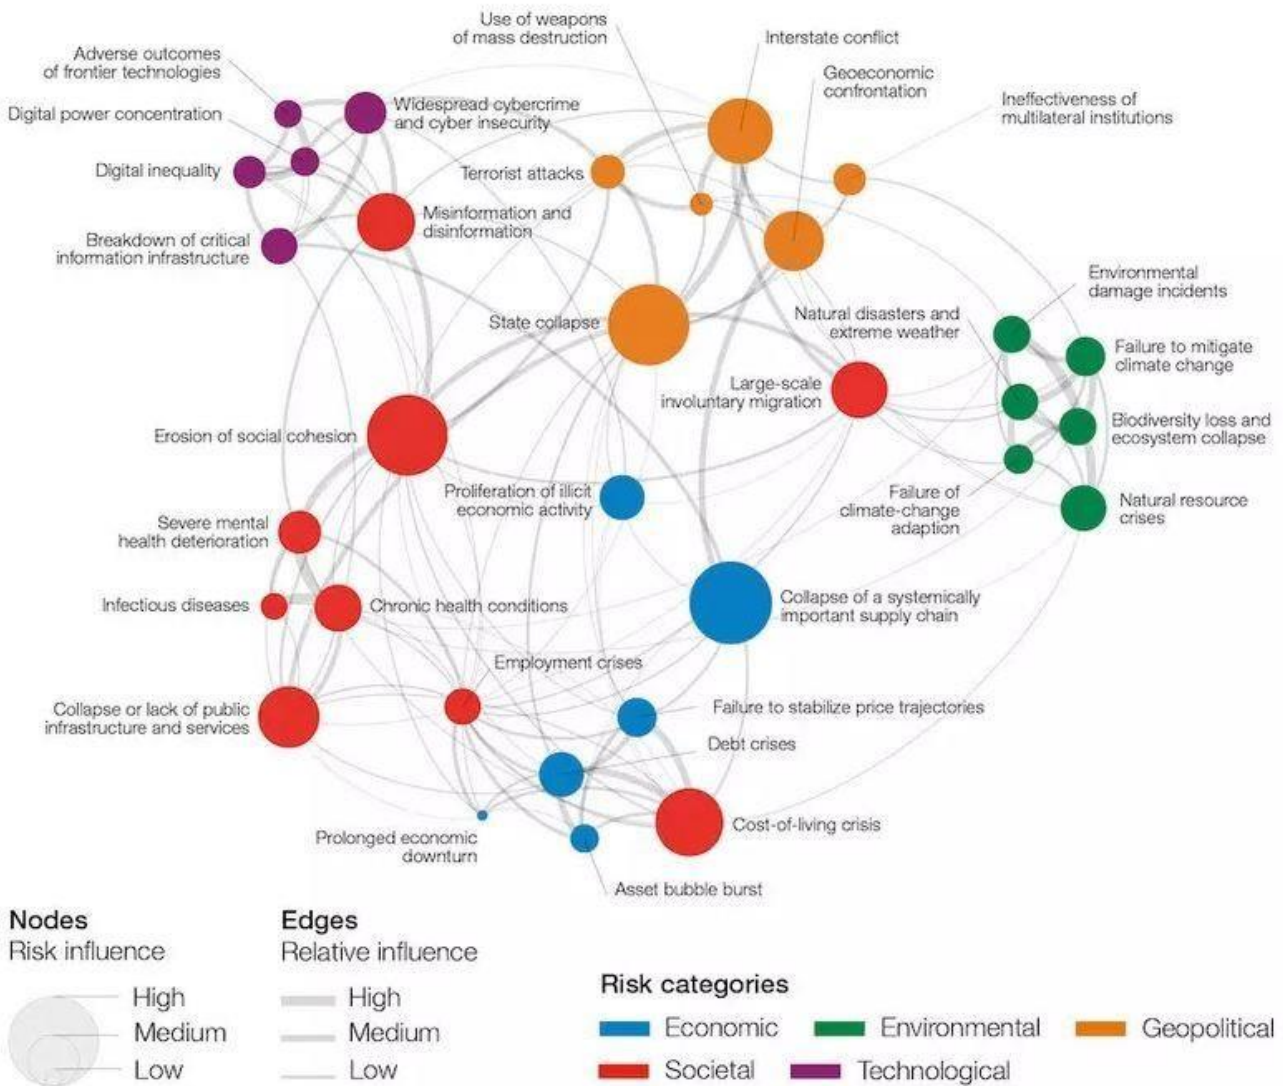 Use of weapons
of mass destruction
Interstate conflict
Adverse outcomes
of frontier technologies
Geoeconomic
confrontation
Digital power concentration
Widespread cybercrime
and cyber insecurity
Ineffectiveness of
multilateral institutions
Digital inequality
Terrorist attacks
Misinformation and
disinformation
Breakdown of critical
information infrastructure
Environmental
damage incidents
State collapse
Natural disasters and
extreme weather
Failure to mitigate
climate change
Large-scale
involuntary migration
Biodiversity loss and
ecosystem collapse
Erosion of social cohesion
Proliferation of illicit
economic activity
Failure of
climate-change
adaption
Natural resource
crises
Severe mental
health deterioration
Infectious diseases
Chronic health conditions
Collapse of a systemically
important supply chain
Employment crises
Collapse or lack of public
infrastructure and services
Failure to stabilize price trajectories
Debt crises
Prolonged economic
downturn
Cost-of-living crisis
Asset bubble burst
Nodes
Risk influence
High
Medium
Low
Edges
Relative influence
High
Medium
Low
Risk categories
Economic
Environmental
Geopolitical
Societal
Technological